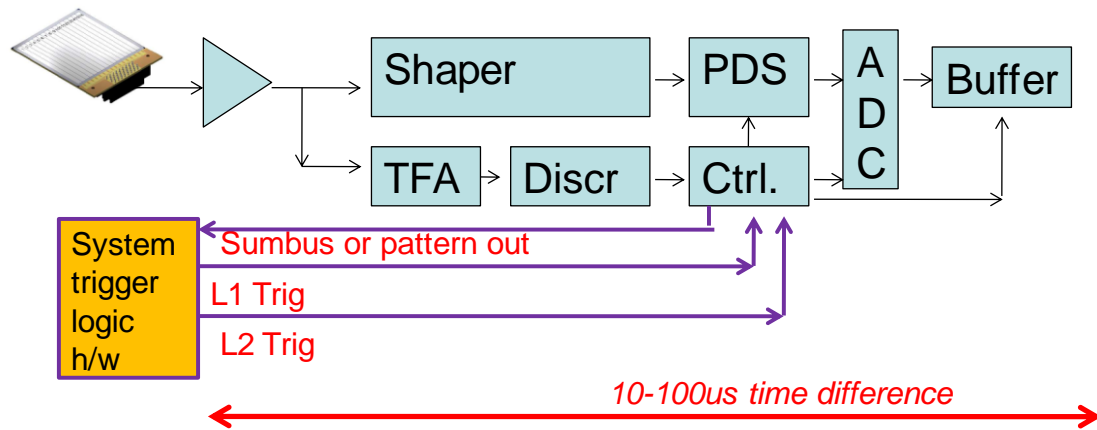 Shaper
PDS
A
D
C
Buffer
TFA
Discr
Ctrl.
System
trigger
logic
h/w
Sumbus or pattern out
L1 Trig
L2 Trig
10-100us time difference